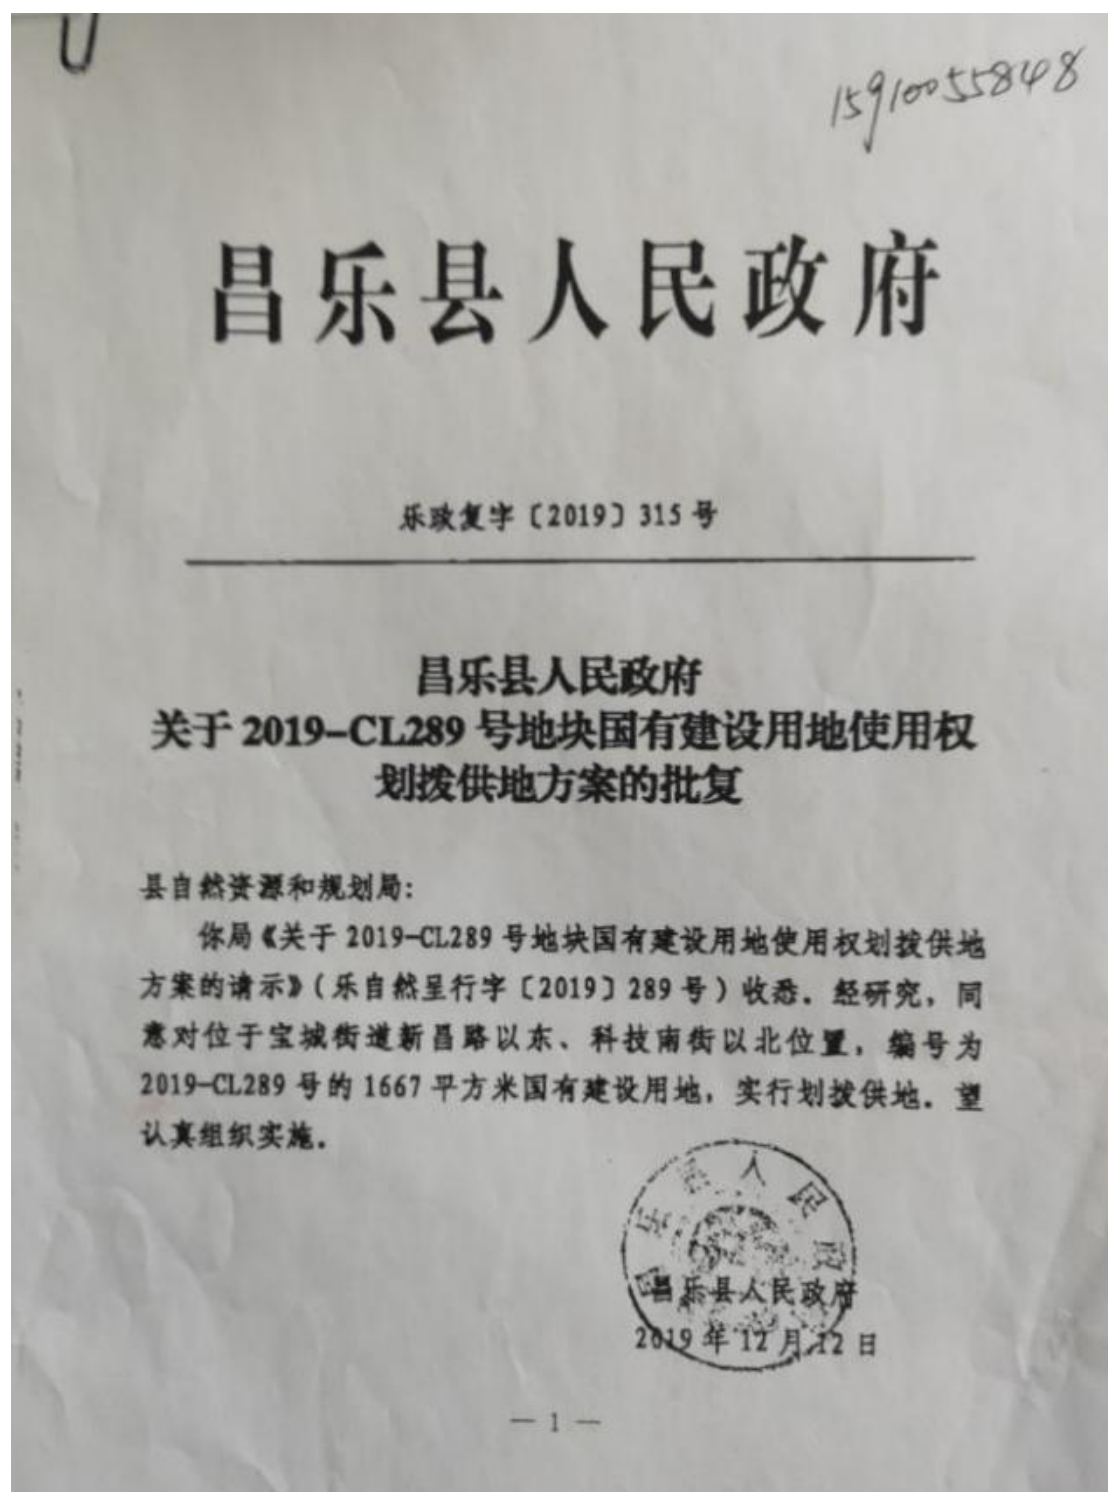 15910055848
昌乐县人民政府
乐政复字〔2019〕315号
昌乐县人民政府
关于2019-CL289号地块国有建设用地使用权
划拨供地方案的批复
县自然资源和规划局:
你局《关于2019-CL289号地块国有建设用地使用权划拨供地
方案的请示》(乐自然呈行字〔2019〕289号)收悉。经研究,同
意对位于宝城街道新昌路以东、科技南街以北位置,编号为
2019-CL289号的1667平方米国有建设用地,实行划拨供地。望
认真组织实施。
昌乐县人民政府
昌乐县人民政府
2019年12月12日
— 1 —